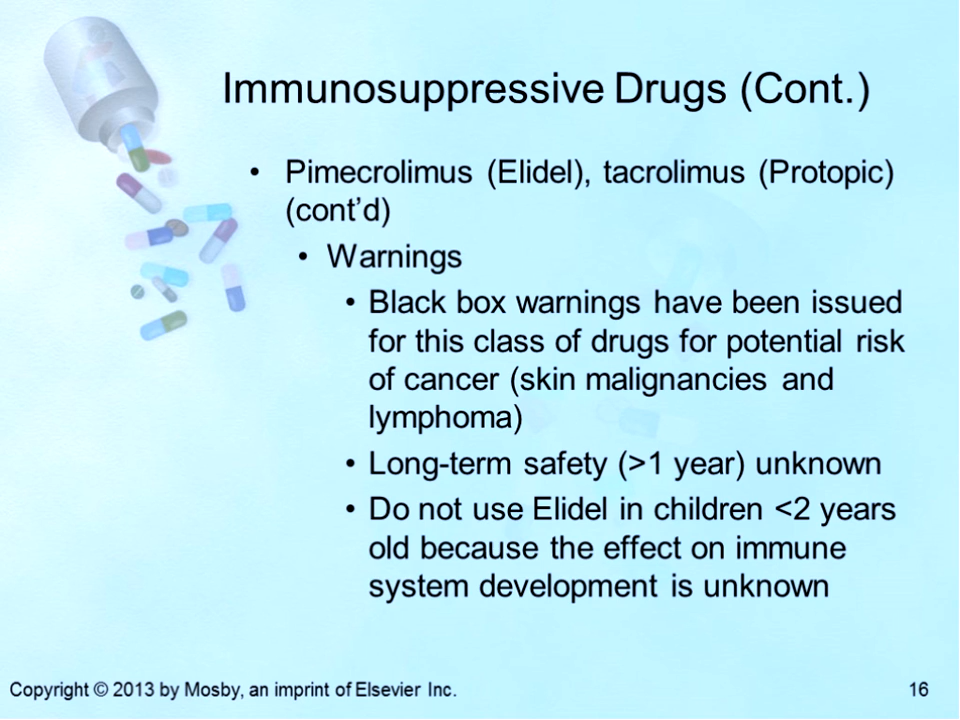 Immunosuppressive Drugs (Cont.)
• Pimecrolimus (Elidel), tacrolimus (Protopic)
(cont’d)
• Warnings
• Black box warnings have been issued
for this class of drugs for potential risk
of cancer (skin malignancies and
lymphoma)
• Long-term safety (>1 year) unknown
• Do not use Elidel in children <2 years
old because the effect on immune
system development is unknown
Copyright © 2013 by Mosby, an imprint of Elsevier Inc.
16